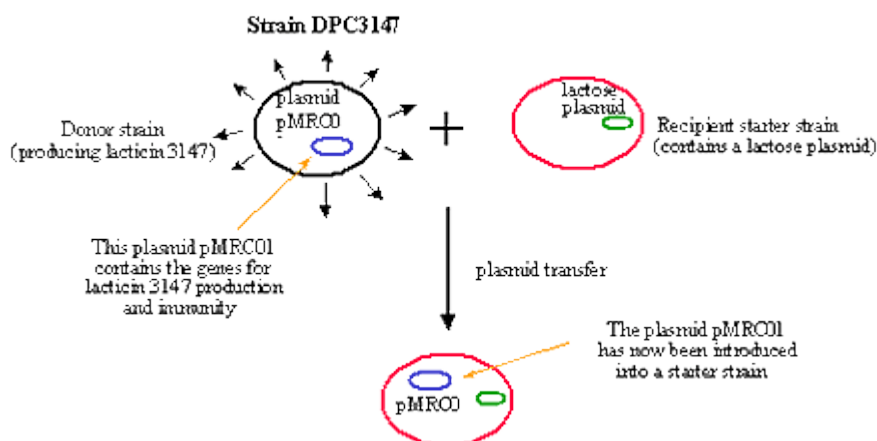 Strain DPC3147
plasmid
pMRC0
Donor strain
(producing lacticin 3147)
lactose
plasmid
Recipient starter strain
(contains a lactose plasmid)
This plasmid pMRC01
contains the genes for
lacticin 3147 production
and immunity
plasmid transfer
The plasmid pMRC01
has now been introduced
into a starter strain
pMRC0